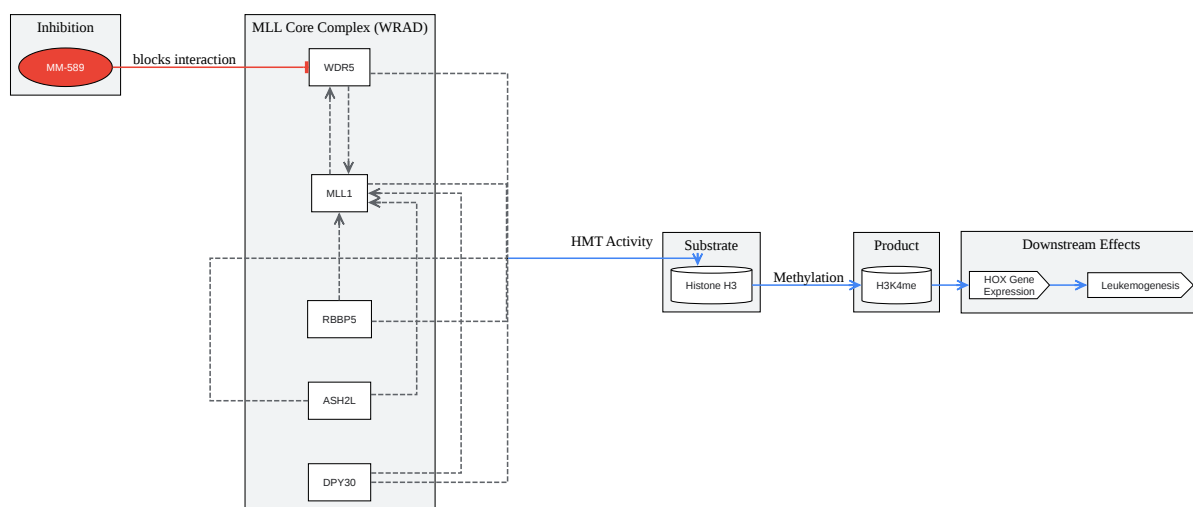 Inhibition
MM-589
blocks interaction
MLL Core Complex (WRAD)
WDR5
MLL1
RBBP5
ASH2L
DPY30
HMT Activity
Substrate
Histone H3
Methylation
Product
H3K4me
Downstream Effects
HOX Gene
Expression
Leukemogenesis